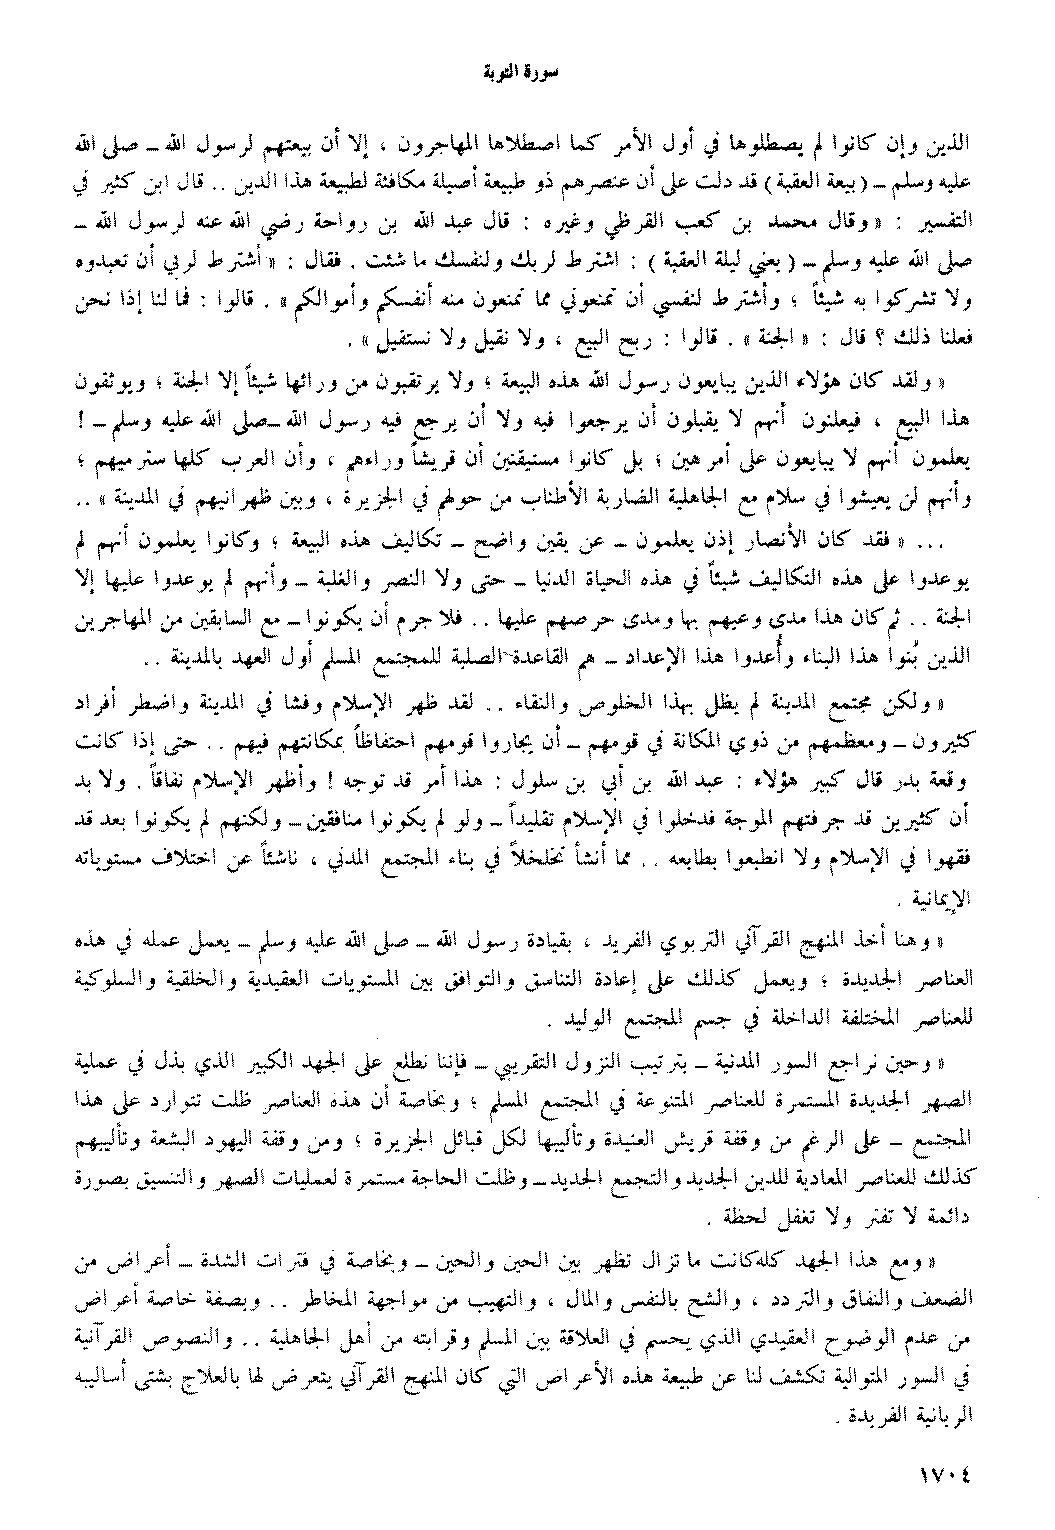 سورة التوبة
الذين وإن كانوا لم يصطلوها في أول الأمر كما اصطلاها المهاجرون ، إلا أن بيعتهم لرسول الله ــ صلى الله
عليه وسلم ــ ( بيعة العقبة ) قد دلت على أن عنصرهم ذو طبيعة أصيلة مكافئة لطبيعة هذا الدين .. قال ابن كثير في
التفسير : « وقال محمد بن كعب القرظي وغيره : قال عبد الله بن رواحة رضي الله عنه لرسول الله ــ
صلى الله عليه وسلم ــ ( يعني ليلة العقبة ) : اشترط لربك ولنفسك ما شئت . فقال : « أشترط لربي أن تعبدوه
ولا تشركوا به شيئاً ؛ وأشترط لنفسي أن تمنعوني مما تمنعون منه أنفسكم وأموالكم » . قالوا : فما لنا إذا نحن
فعلنا ذلك ؟ قال : « الجنة » . قالوا : ربح البيع ، ولا نقيل ولا نستقيل » .
« ولقد كان هؤلاء الذين يبايعون رسول الله هذه البيعة ؛ ولا يرتقبون من ورائها شيئاً إلا الجنة ؛ ويوثقون
هذا البيع ، فيعلنون أنهم لا يقبلون أن يرجعوا فيه ولا أن يرجع فيه رسول الله ــ صلى الله عليه وسلم ــ !
يعلمون أنهم لا يبايعون على أمر هين ؛ بل كانوا مستيقنين أن قريشاً وراءهم ، وأن العرب كلها سترميهم ؛
وأنهم لن يعيشوا في سلام مع الجاهلية الضاربة الأطناب من حولهم في الجزيرة ، وبين ظهرانيهم في المدينة » ..
... « فقد كان الأنصار إذن يعلمون ــ عن يقين واضح ــ تكاليف هذه البيعة ؛ وكانوا يعلمون أنهم لم
يوعدوا على هذه التكاليف شيئاً في هذه الحياة الدنيا ــ حتى ولا النصر والغلبة ــ وأنهم لم يوعدوا عليها إلا
الجنة .. ثم كان هذا مدى وعيهم بها ومدى حرصهم عليها .. فلا جرم أن يكونوا ــ مع السابقين من المهاجرين
الذين بُنوا هذا البناء وأُعدوا هذا الإعداد ــ هم القاعدة الصلبة للمجتمع المسلم أول العهد بالمدينة ..
« ولكن مجتمع المدينة لم يظل بهذا الخلوص والنقاء .. لقد ظهر الإسلام وفشا في المدينة واضطر أفراد
كثيرون ــ ومعظمهم من ذوي المكانة في قومهم ــ أن يجاروا قومهم احتفاظاً بمكانتهم فيهم .. حتى إذا كانت
وقعة بدر قال كبير هؤلاء : عبد الله بن أبي بن سلول : هذا أمر قد توجه ! وأظهر الإسلام نفاقاً . ولا بد
أن كثيرين قد جرفتهم الموجة فدخلوا في الإسلام تقليداً ــ ولو لم يكونوا منافقين ــ ولكنهم لم يكونوا بعد قد
فقهوا في الإسلام ولا انطبعوا بطابعه .. مما أنشأ تخلخلاً في بناء المجتمع المدني ، ناشئاً عن اختلاف مستوياته
الإيمانية .
« وهنا أخذ المنهج القرآني التربوي الفريد ، بقيادة رسول الله ــ صلى الله عليه وسلم ــ يعمل عمله في هذه
العناصر الجديدة ؛ ويعمل كذلك على إعادة التناسق والتوافق بين المستويات العقيدية والخلقية والسلوكية
للعناصر المختلفة الداخلة في جسم المجتمع الوليد .
« وحين نراجع السور المدنية ــ بترتيب النزول التقريبي ــ فإننا نطلع على الجهد الكبير الذي بذل في عملية
الصهر الجديدة المستمرة للعناصر المتنوعة في المجتمع المسلم ؛ وبخاصة أن هذه العناصر ظلت تتوارد على هذا
المجتمع ــ على الرغم من وقفة قريش العنيدة وتأليبها لكل قبائل الجزيرة ؛ ومن وقفة اليهود البشعة وتأليبهم
كذلك للعناصر المعادية للدين الجديد والتجمع الجديد ــ وظلت الحاجة مستمرة لعمليات الصهر والتنسيق بصورة
دائمة لا تفتر ولا تغفل لحظة .
« ومع هذا الجهد كله كانت ما تزال تظهر بين الحين والحين ــ وبخاصة في فترات الشدة ــ أعراض من
الضعف والنفاق والتردد ، والشح بالنفس والمال ، والتهيب من مواجهة المخاطر .. وبصفة خاصة أعراض
من عدم الوضوح العقيدي الذي يحسم في العلاقة بين المسلم وقرابته من أهل الجاهلية .. والنصوص القرآنية
في السور المتوالية تكشف لنا عن طبيعة هذه الأعراض التي كان المنهج القرآني يتعرض لها بالعلاج بشتى أساليبه
الربانية الفريدة .
١٧٠٤